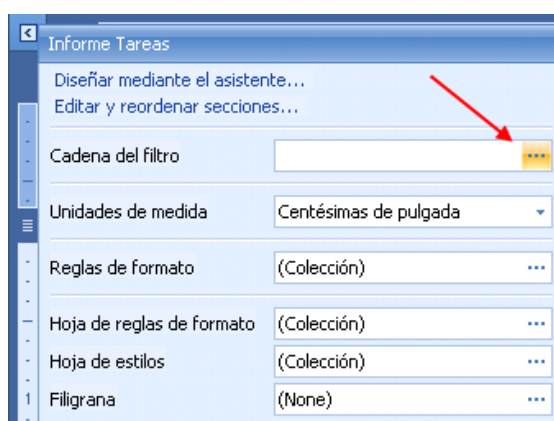 Informe Tareas
Diseñar mediante el asistente...
Editar y reordenar secciones...
Cadena del filtro
Unidades de medida Centésimas de pulgada
Reglas de formato (Colección)
Hoja de reglas de formato (Colección)
Hoja de estilos (Colección)
1 Filigrana (None)